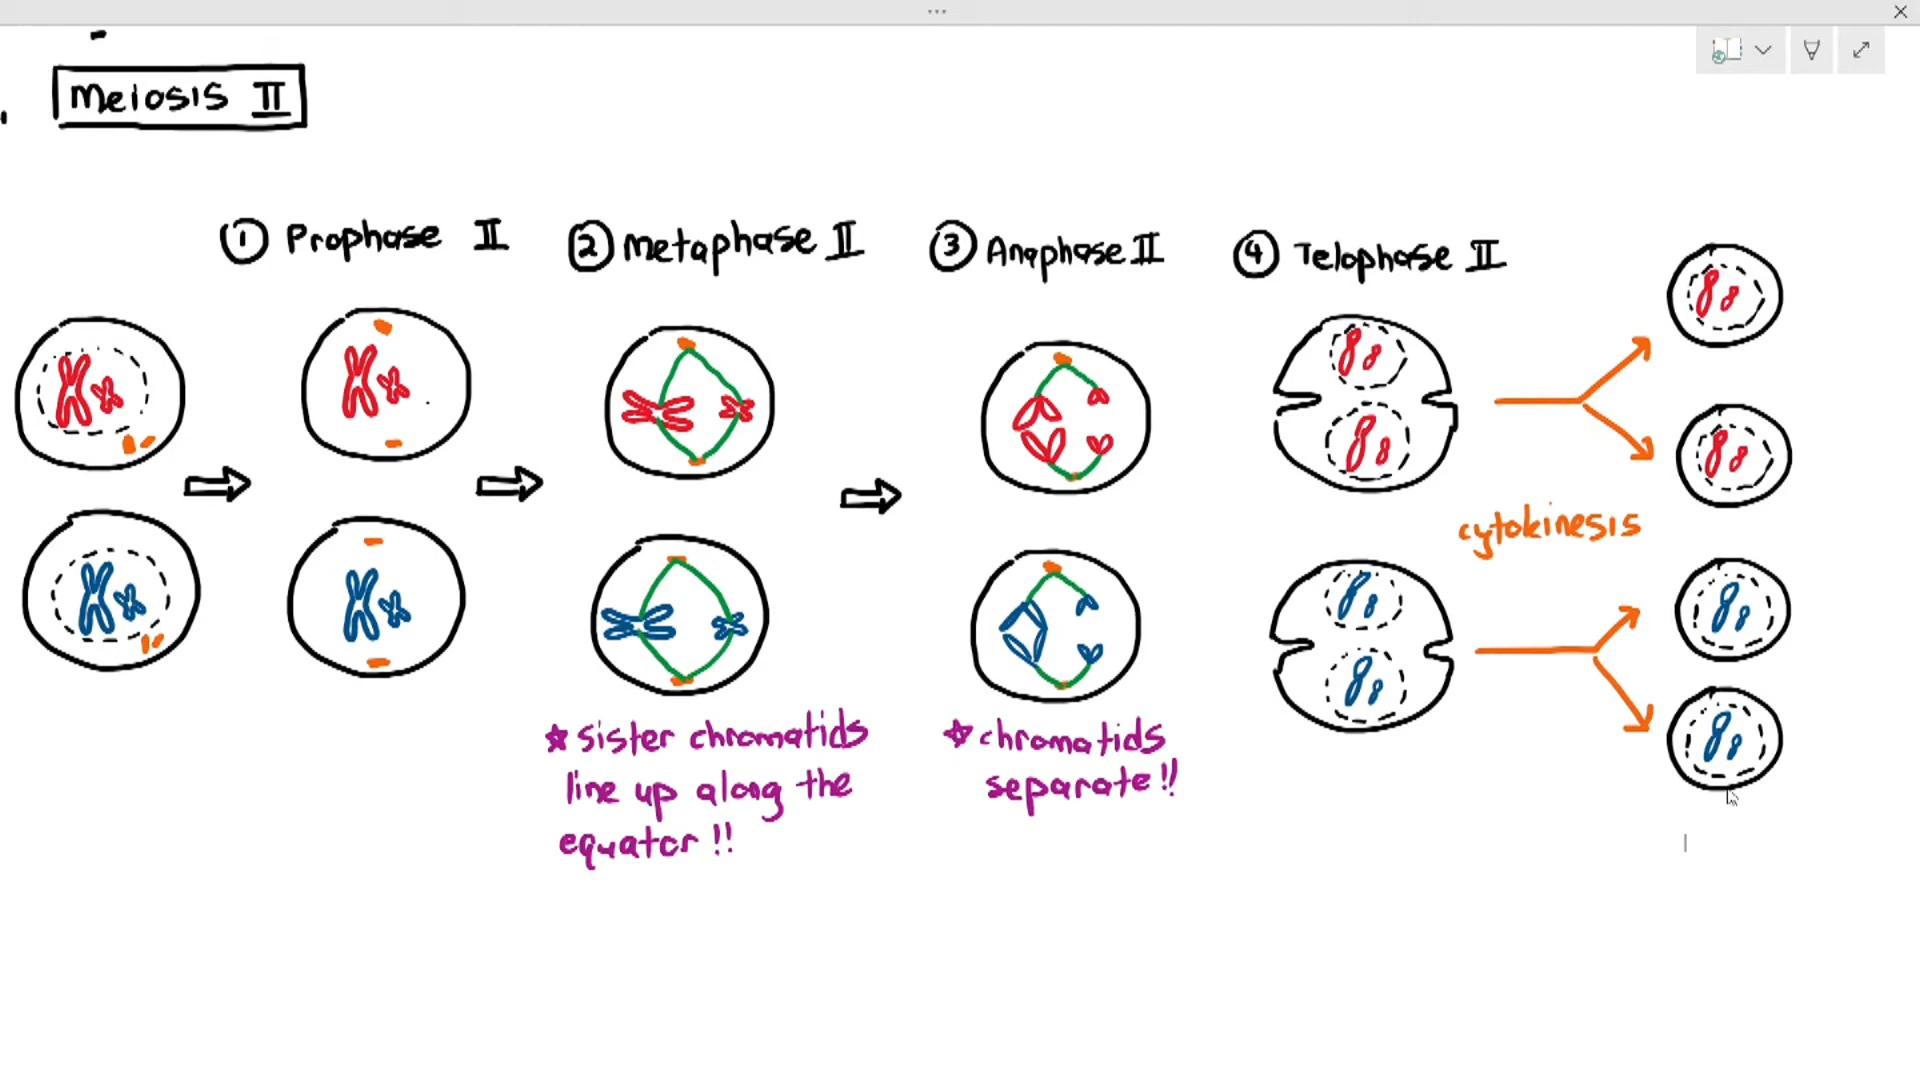 Meiosis II
① Prophase II
② Metaphase II
③ Anaphase II
④ Telophase II
cytokinesis
☆ sister chromatids
line up along the
equator !!
☆ chromatids
separate !!